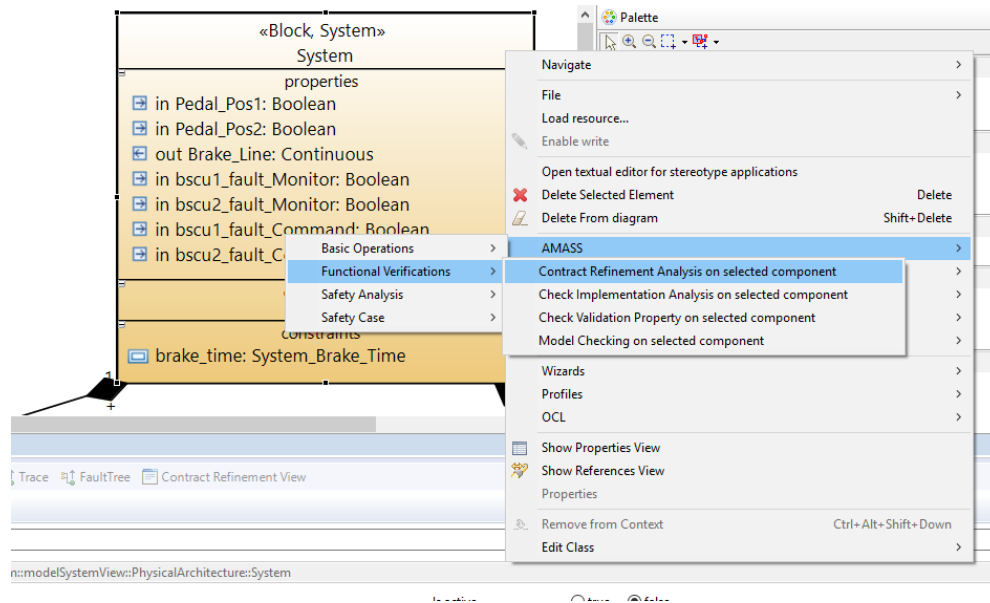 «Block, System»
System
properties
in Pedal_Pos1: Boolean
in Pedal_Pos2: Boolean
out Brake_Line: Continuous
in bscu1_fault_Monitor: Boolean
in bscu2_fault_Monitor: Boolean
in bscu1_fault_Command: Boolean
in bscu2_fault_C
constraints
brake_time: System_Brake_Time
1
+
Palette
Navigate
File
Load resource...
Enable write
Open textual editor for stereotype applications
Delete Selected Element Delete
Delete From diagram Shift+Delete
AMASS
Basic Operations
Functional Verifications
Safety Analysis
Safety Case
Contract Refinement Analysis on selected component
Check Implementation Analysis on selected component
Check Validation Property on selected component
Model Checking on selected component
Wizards
Profiles
OCL
Show Properties View
Show References View
Properties
Remove from Context Ctrl+Alt+Shift+Down
Edit Class
Trace FaultTree Contract Refinement View
n::modelSystemView::PhysicalArchitecture::System
Is active true false